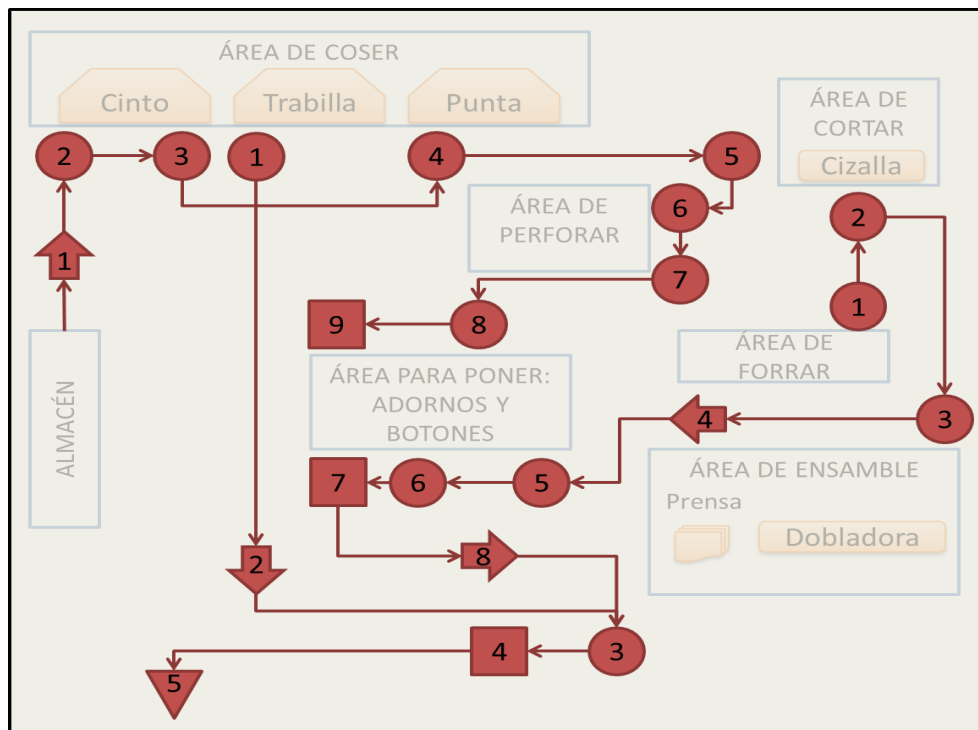 ÁREA DE COSER
Cinto
Trabilla
Punta
ÁREA DE
CORTAR
Cizalla
2
3
1
4
5
1
ÁREA DE
PERFORAR
6
7
8
9
2
1
ÁREA DE
FORRAR
ALMACÉN
ÁREA PARA PONER:
ADORNOS Y
BOTONES
3
4
5
6
7
ÁREA DE ENSAMBLE
Prensa
Dobladora
8
2
3
4
5